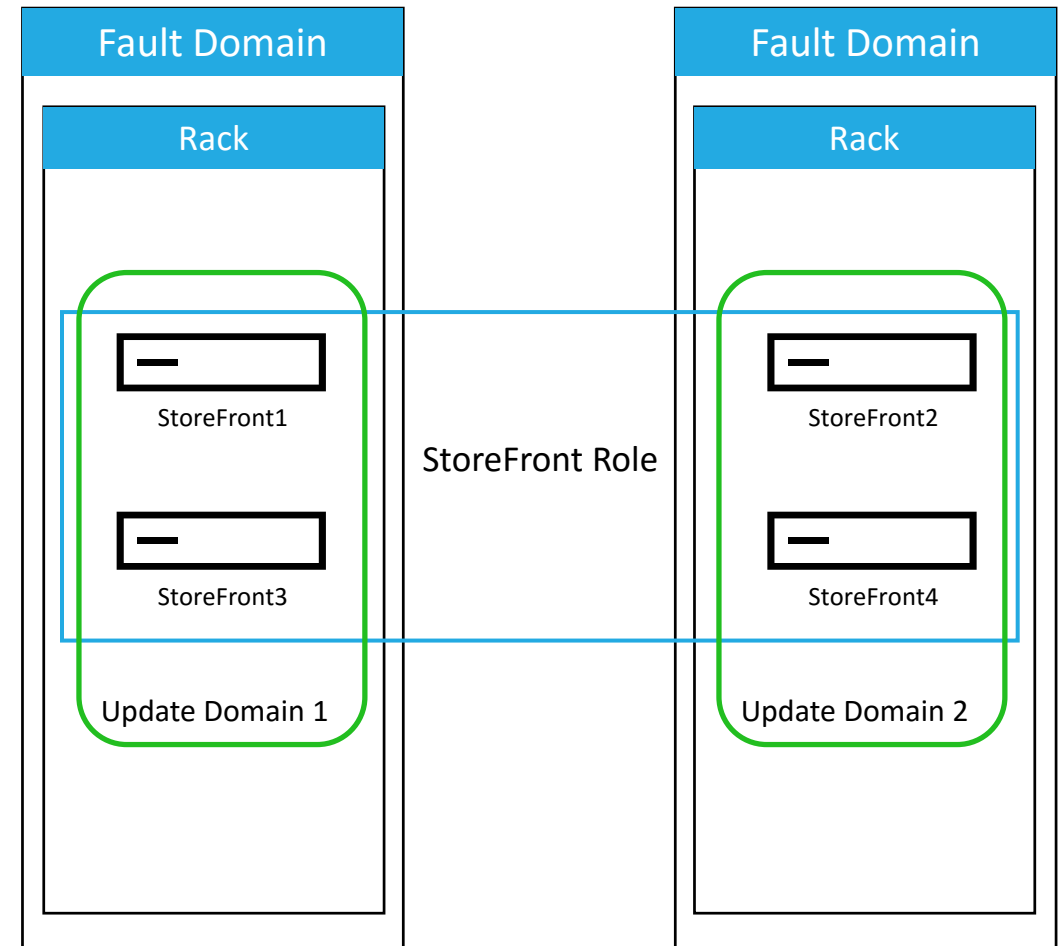 Fault Domain
Fault Domain
Rack
Rack
StoreFront1
StoreFront2
StoreFront Role
StoreFront3
StoreFront4
Update Domain 1
Update Domain 2